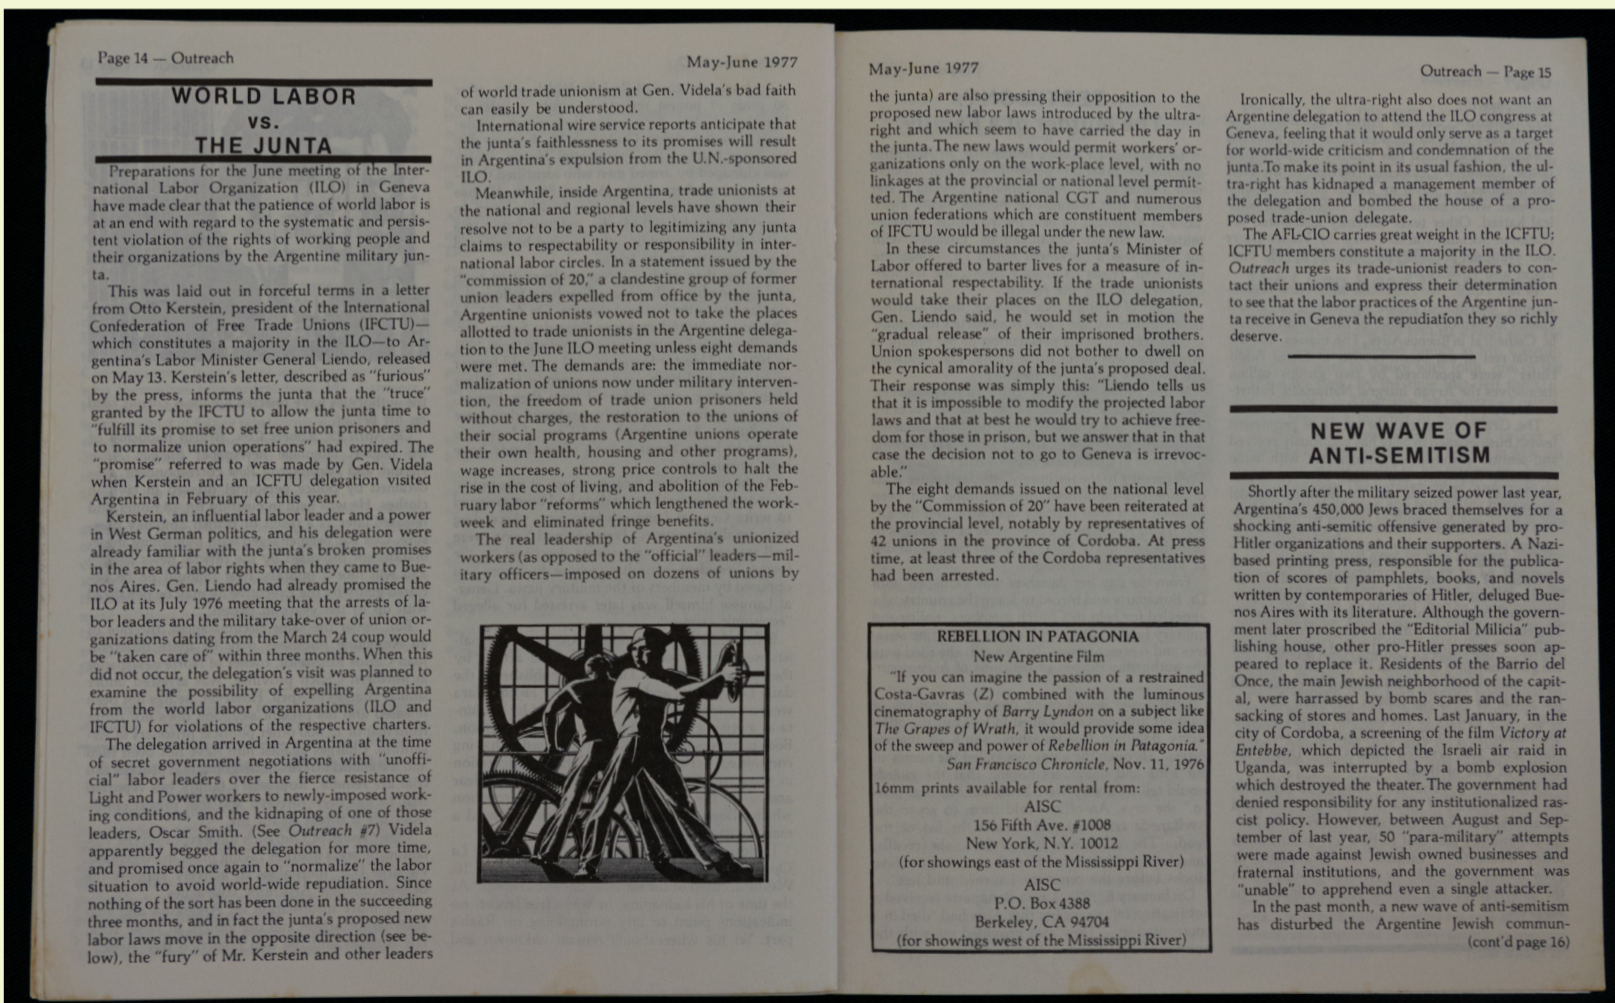 Page 14 — Outreach
May-June 1977
WORLD LABOR
vs.
THE JUNTA
Preparations for the June meeting of the Inter-
national Labor Organization (ILO) in Geneva
have made clear that the patience of world labor is
at an end with regard to the systematic and persis-
tent violation of the rights of working people and
their organizations by the Argentine military jun-
ta.
This was laid out in forceful terms in a letter
from Otto Kerstein, president of the International
Confederation of Free Trade Unions (IFCTU)—
which constitutes a majority in the ILO—to Ar-
gentina's Labor Minister General Liendo, released
on May 13. Kerstein's letter, described as "furious"
by the press, informs the junta that the "truce"
granted by the IFCTU to allow the junta time to
"fulfill its promise to set free union prisoners and
to normalize union operations" had expired. The
"promise" referred to was made by Gen. Videla
when Kerstein and an ICFTU delegation visited
Argentina in February of this year.
Kerstein, an influential labor leader and a power
in West German politics, and his delegation were
already familiar with the junta's broken promises
in the area of labor rights when they came to Bue-
nos Aires. Gen. Liendo had already promised the
ILO at its July 1976 meeting that the arrests of la-
bor leaders and the military take-over of union or-
ganizations dating from the March 24 coup would
be "taken care of" within three months. When this
did not occur, the delegation's visit was planned to
examine the possibility of expelling Argentina
from the world labor organizations (ILO and
IFCTU) for violations of the respective charters.
The delegation arrived in Argentina at the time
of secret government negotiations with "unoffi-
cial" labor leaders over the fierce resistance of
Light and Power workers to newly-imposed work-
ing conditions, and the kidnaping of one of those
leaders, Oscar Smith. (See Outreach #7) Videla
apparently begged the delegation for more time,
and promised once again to "normalize" the labor
situation to avoid world-wide repudiation. Since
nothing of the sort has been done in the succeeding
three months, and in fact the junta's proposed new
labor laws move in the opposite direction (see be-
low), the "fury" of Mr. Kerstein and other leaders
of world trade unionism at Gen. Videla's bad faith
can easily be understood.
International wire service reports anticipate that
the junta's faithlessness to its promises will result
in Argentina's expulsion from the U.N.-sponsored
ILO.
Meanwhile, inside Argentina, trade unionists at
the national and regional levels have shown their
resolve not to be a party to legitimizing any junta
claims to respectability or responsibility in inter-
national labor circles. In a statement issued by the
"commission of 20," a clandestine group of former
union leaders expelled from office by the junta,
Argentine unionists vowed not to take the places
allotted to trade unionists in the Argentine delega-
tion to the June ILO meeting unless eight demands
were met. The demands are: the immediate nor-
malization of unions now under military interven-
tion, the freedom of trade union prisoners held
without charges, the restoration to the unions of
their social programs (Argentine unions operate
their own health, housing and other programs),
wage increases, strong price controls to halt the
rise in the cost of living, and abolition of the Feb-
ruary labor "reforms" which lengthened the work-
week and eliminated fringe benefits.
The real leadership of Argentina's unionized
workers (as opposed to the "official" leaders—mil-
itary officers—imposed on dozens of unions by
May-June 1977
Outreach — Page 15
the junta) are also pressing their opposition to the
proposed new labor laws introduced by the ultra-
right and which seem to have carried the day in
the junta. The new laws would permit workers' or-
ganizations only on the work-place level, with no
linkages at the provincial or national level permit-
ted. The Argentine national CGT and numerous
union federations which are constituent members
of IFCTU would be illegal under the new law.
In these circumstances the junta's Minister of
Labor offered to barter lives for a measure of in-
ternational respectability. If the trade unionists
would take their places on the ILO delegation,
Gen. Liendo said, he would set in motion the
"gradual release" of their imprisoned brothers.
Union spokespersons did not bother to dwell on
the cynical amorality of the junta's proposed deal.
Their response was simply this: "Liendo tells us
that it is impossible to modify the projected labor
laws and that at best he would try to achieve free-
dom for those in prison, but we answer that in that
case the decision not to go to Geneva is irrevoc-
able."
The eight demands issued on the national level
by the "Commission of 20" have been reiterated at
the provincial level, notably by representatives of
42 unions in the province of Cordoba. At press
time, at least three of the Cordoba representatives
had been arrested.
REBELLION IN PATAGONIA
New Argentine Film
"If you can imagine the passion of a restrained
Costa-Gavras (Z) combined with the luminous
cinematography of Barry Lyndon on a subject like
The Grapes of Wrath, it would provide some idea
of the sweep and power of Rebellion in Patagonia."
San Francisco Chronicle, Nov. 11, 1976
16mm prints available for rental from:
AISC
156 Fifth Ave. #1008
New York, N.Y. 10012
(for showings east of the Mississippi River)
AISC
P.O. Box 4388
Berkeley, CA 94704
(for showings west of the Mississippi River)
Ironically, the ultra-right also does not want an
Argentine delegation to attend the ILO congress at
Geneva, feeling that it would only serve as a target
for world-wide criticism and condemnation of the
junta. To make its point in its usual fashion, the ul-
tra-right has kidnaped a management member of
the delegation and bombed the house of a pro-
posed trade-union delegate.
The AFL-CIO carries great weight in the ICFTU;
ICFTU members constitute a majority in the ILO.
Outreach urges its trade-unionist readers to con-
tact their unions and express their determination
to see that the labor practices of the Argentine jun-
ta receive in Geneva the repudiation they so richly
deserve.
NEW WAVE OF
ANTI-SEMITISM
Shortly after the military seized power last year,
Argentina's 450,000 Jews braced themselves for a
shocking anti-semitic offensive generated by pro-
Hitler organizations and their supporters. A Nazi-
based printing press, responsible for the publica-
tion of scores of pamphlets, books, and novels
written by contemporaries of Hitler, deluged Bue-
nos Aires with its literature. Although the govern-
ment later proscribed the "Editorial Milicia" pub-
lishing house, other pro-Hitler presses soon ap-
peared to replace it. Residents of the Barrio del
Once, the main Jewish neighborhood of the capit-
al, were harrassed by bomb scares and the ran-
sacking of stores and homes. Last January, in the
city of Cordoba, a screening of the film Victory at
Entebbe, which depicted the Israeli air raid in
Uganda, was interrupted by a bomb explosion
which destroyed the theater. The government had
denied responsibility for any institutionalized ras-
cist policy. However, between August and Sep-
tember of last year, 50 "para-military" attempts
were made against Jewish owned businesses and
fraternal institutions, and the government was
"unable" to apprehend even a single attacker.
In the past month, a new wave of anti-semitism
has disturbed the Argentine Jewish commun-
(cont'd page 16)